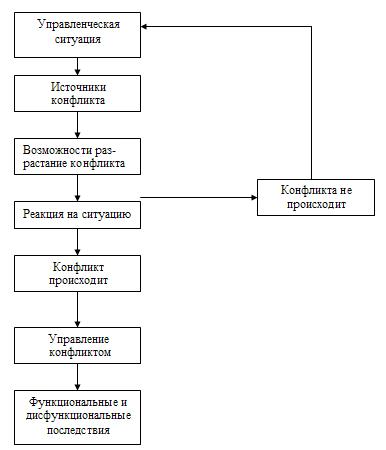 Управленческая
ситуация
Источники
конфликта
Возможности раз-
растание конфликта
Реакция на ситуацию
Конфликта не
происходит
Конфликт
происходит
Управление
конфликтом
Функциональные и
дисфункциональные
последствия